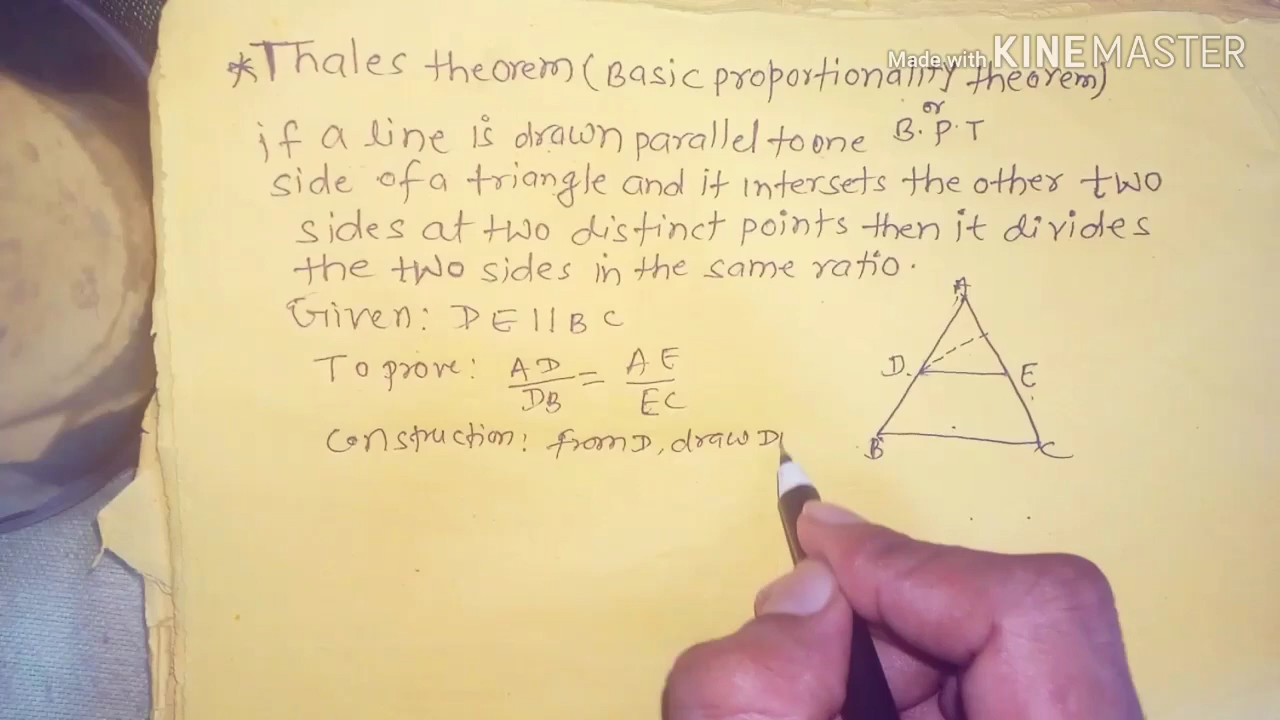 Made with KINEMASTER
*Thales theorem (Basic proportionality theorem)
or
B.P.T
if a line is drawn parallel to one
side of a triangle and it intersets the other two
sides at two distinct points then it divides
the two sides in the same ratio.
Given: DE || BC
To prove: AD/DB = AE/EC
Construction: from D, draw D
A
D
E
B
C